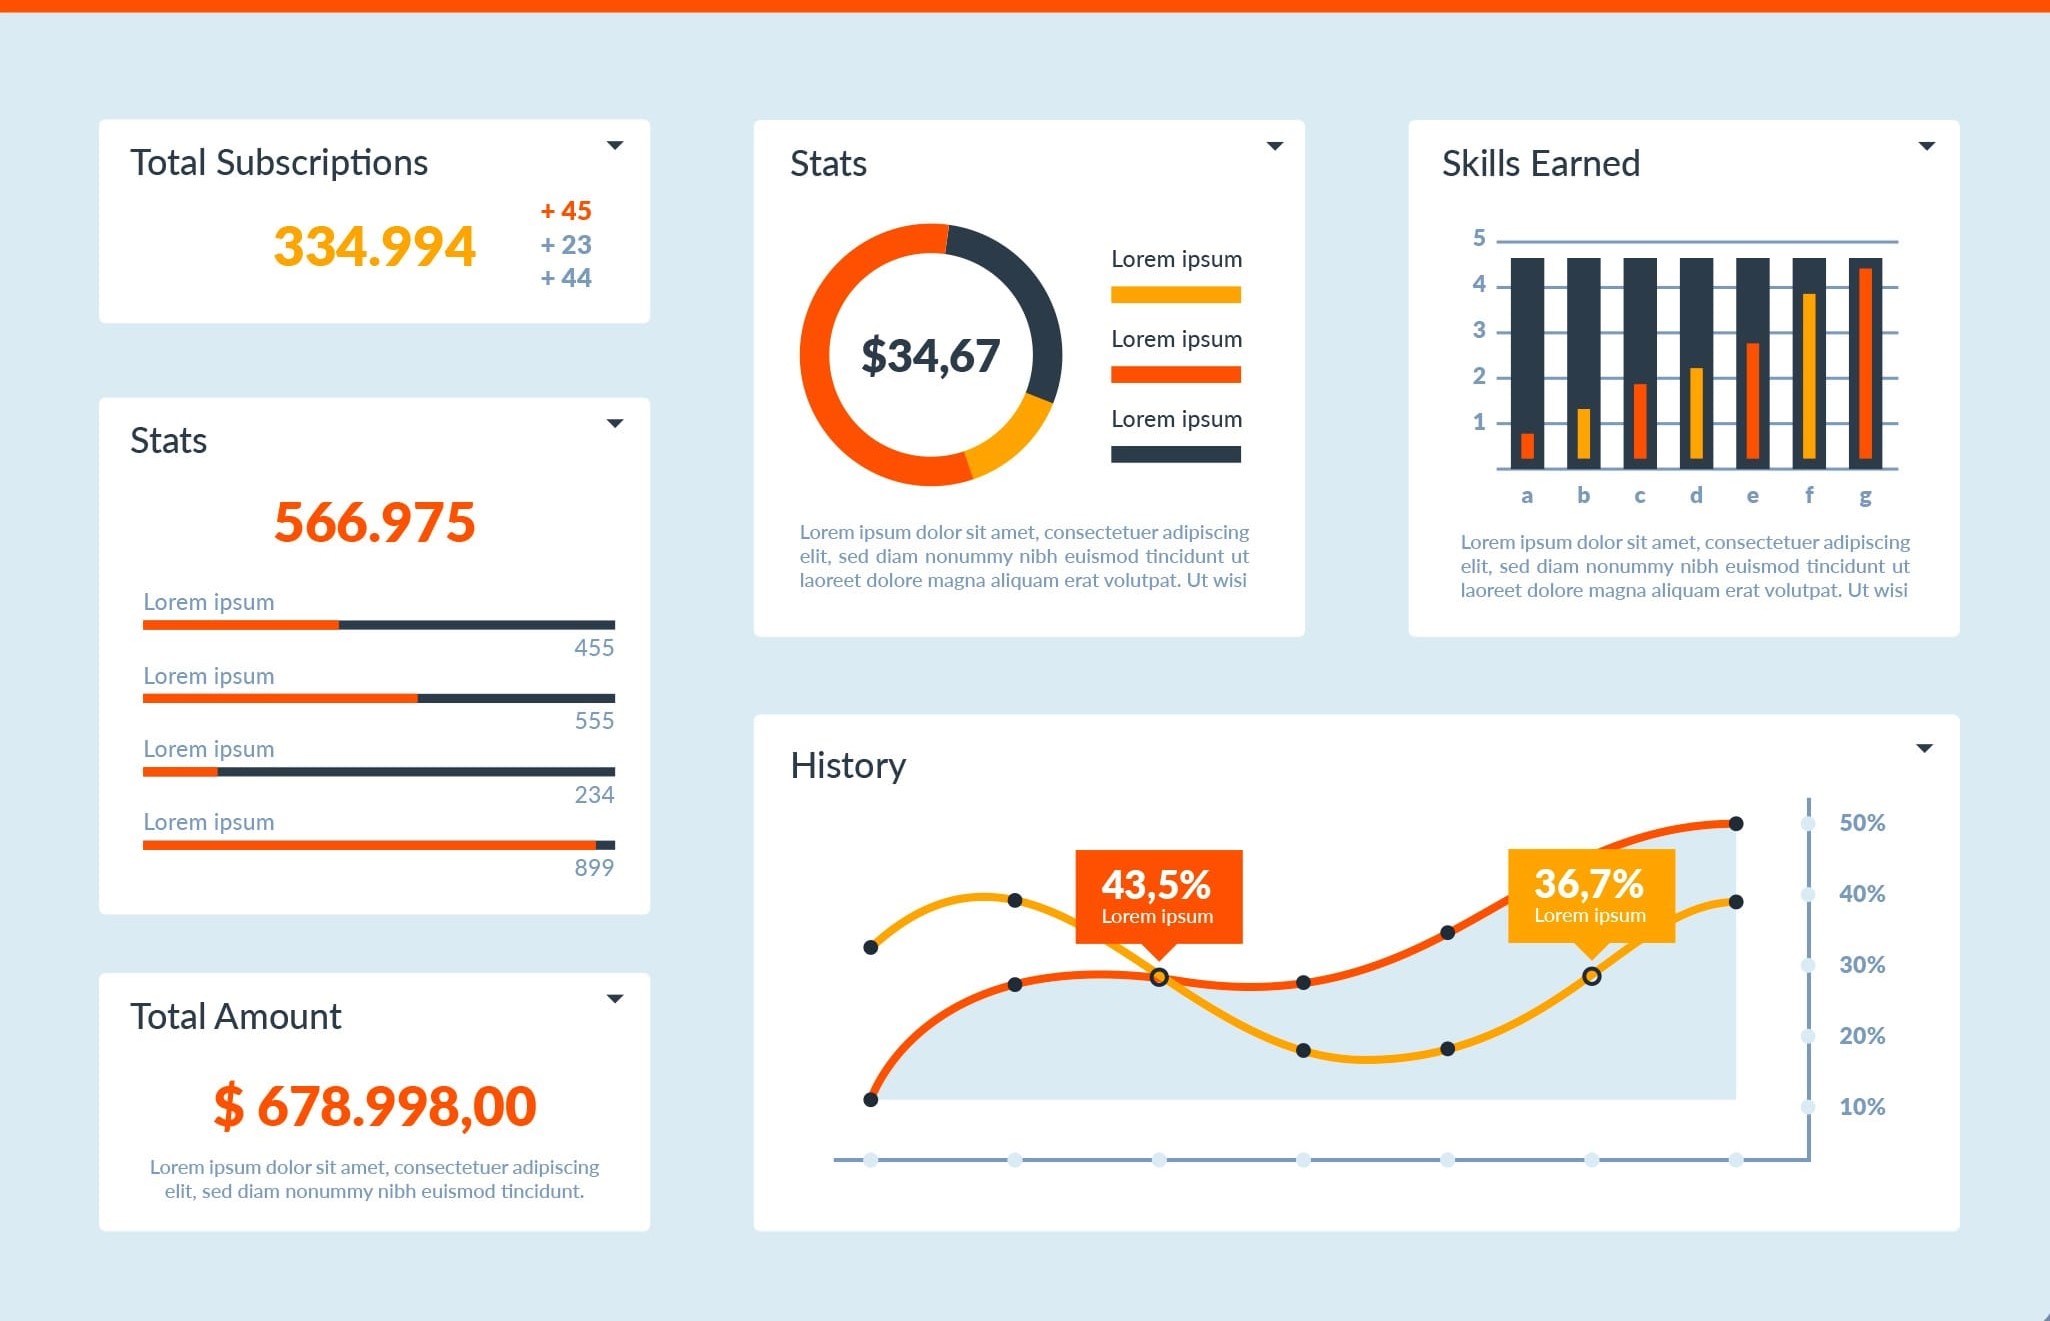 Total Subscriptions
334.994
+ 45
+ 23
+ 44
Stats
566.975
Lorem ipsum
455
Lorem ipsum
555
Lorem ipsum
234
Lorem ipsum
899
Total Amount
$ 678.998,00
Lorem ipsum dolor sit amet, consectetuer adipiscing
elit, sed diam nonummy nibh euismod tincidunt.
Stats
$34,67
Lorem ipsum
Lorem ipsum
Lorem ipsum
Lorem ipsum dolor sit amet, consectetuer adipiscing
elit, sed diam nonummy nibh euismod tincidunt ut
laoreet dolore magna aliquam erat volutpat. Ut wisi
Skills Earned
5
4
3
2
1
a b c d e f g
Lorem ipsum dolor sit amet, consectetuer adipiscing
elit, sed diam nonummy nibh euismod tincidunt ut
laoreet dolore magna aliquam erat volutpat. Ut wisi
History
43,5%
Lorem ipsum
36,7%
Lorem ipsum
50%
40%
30%
20%
10%